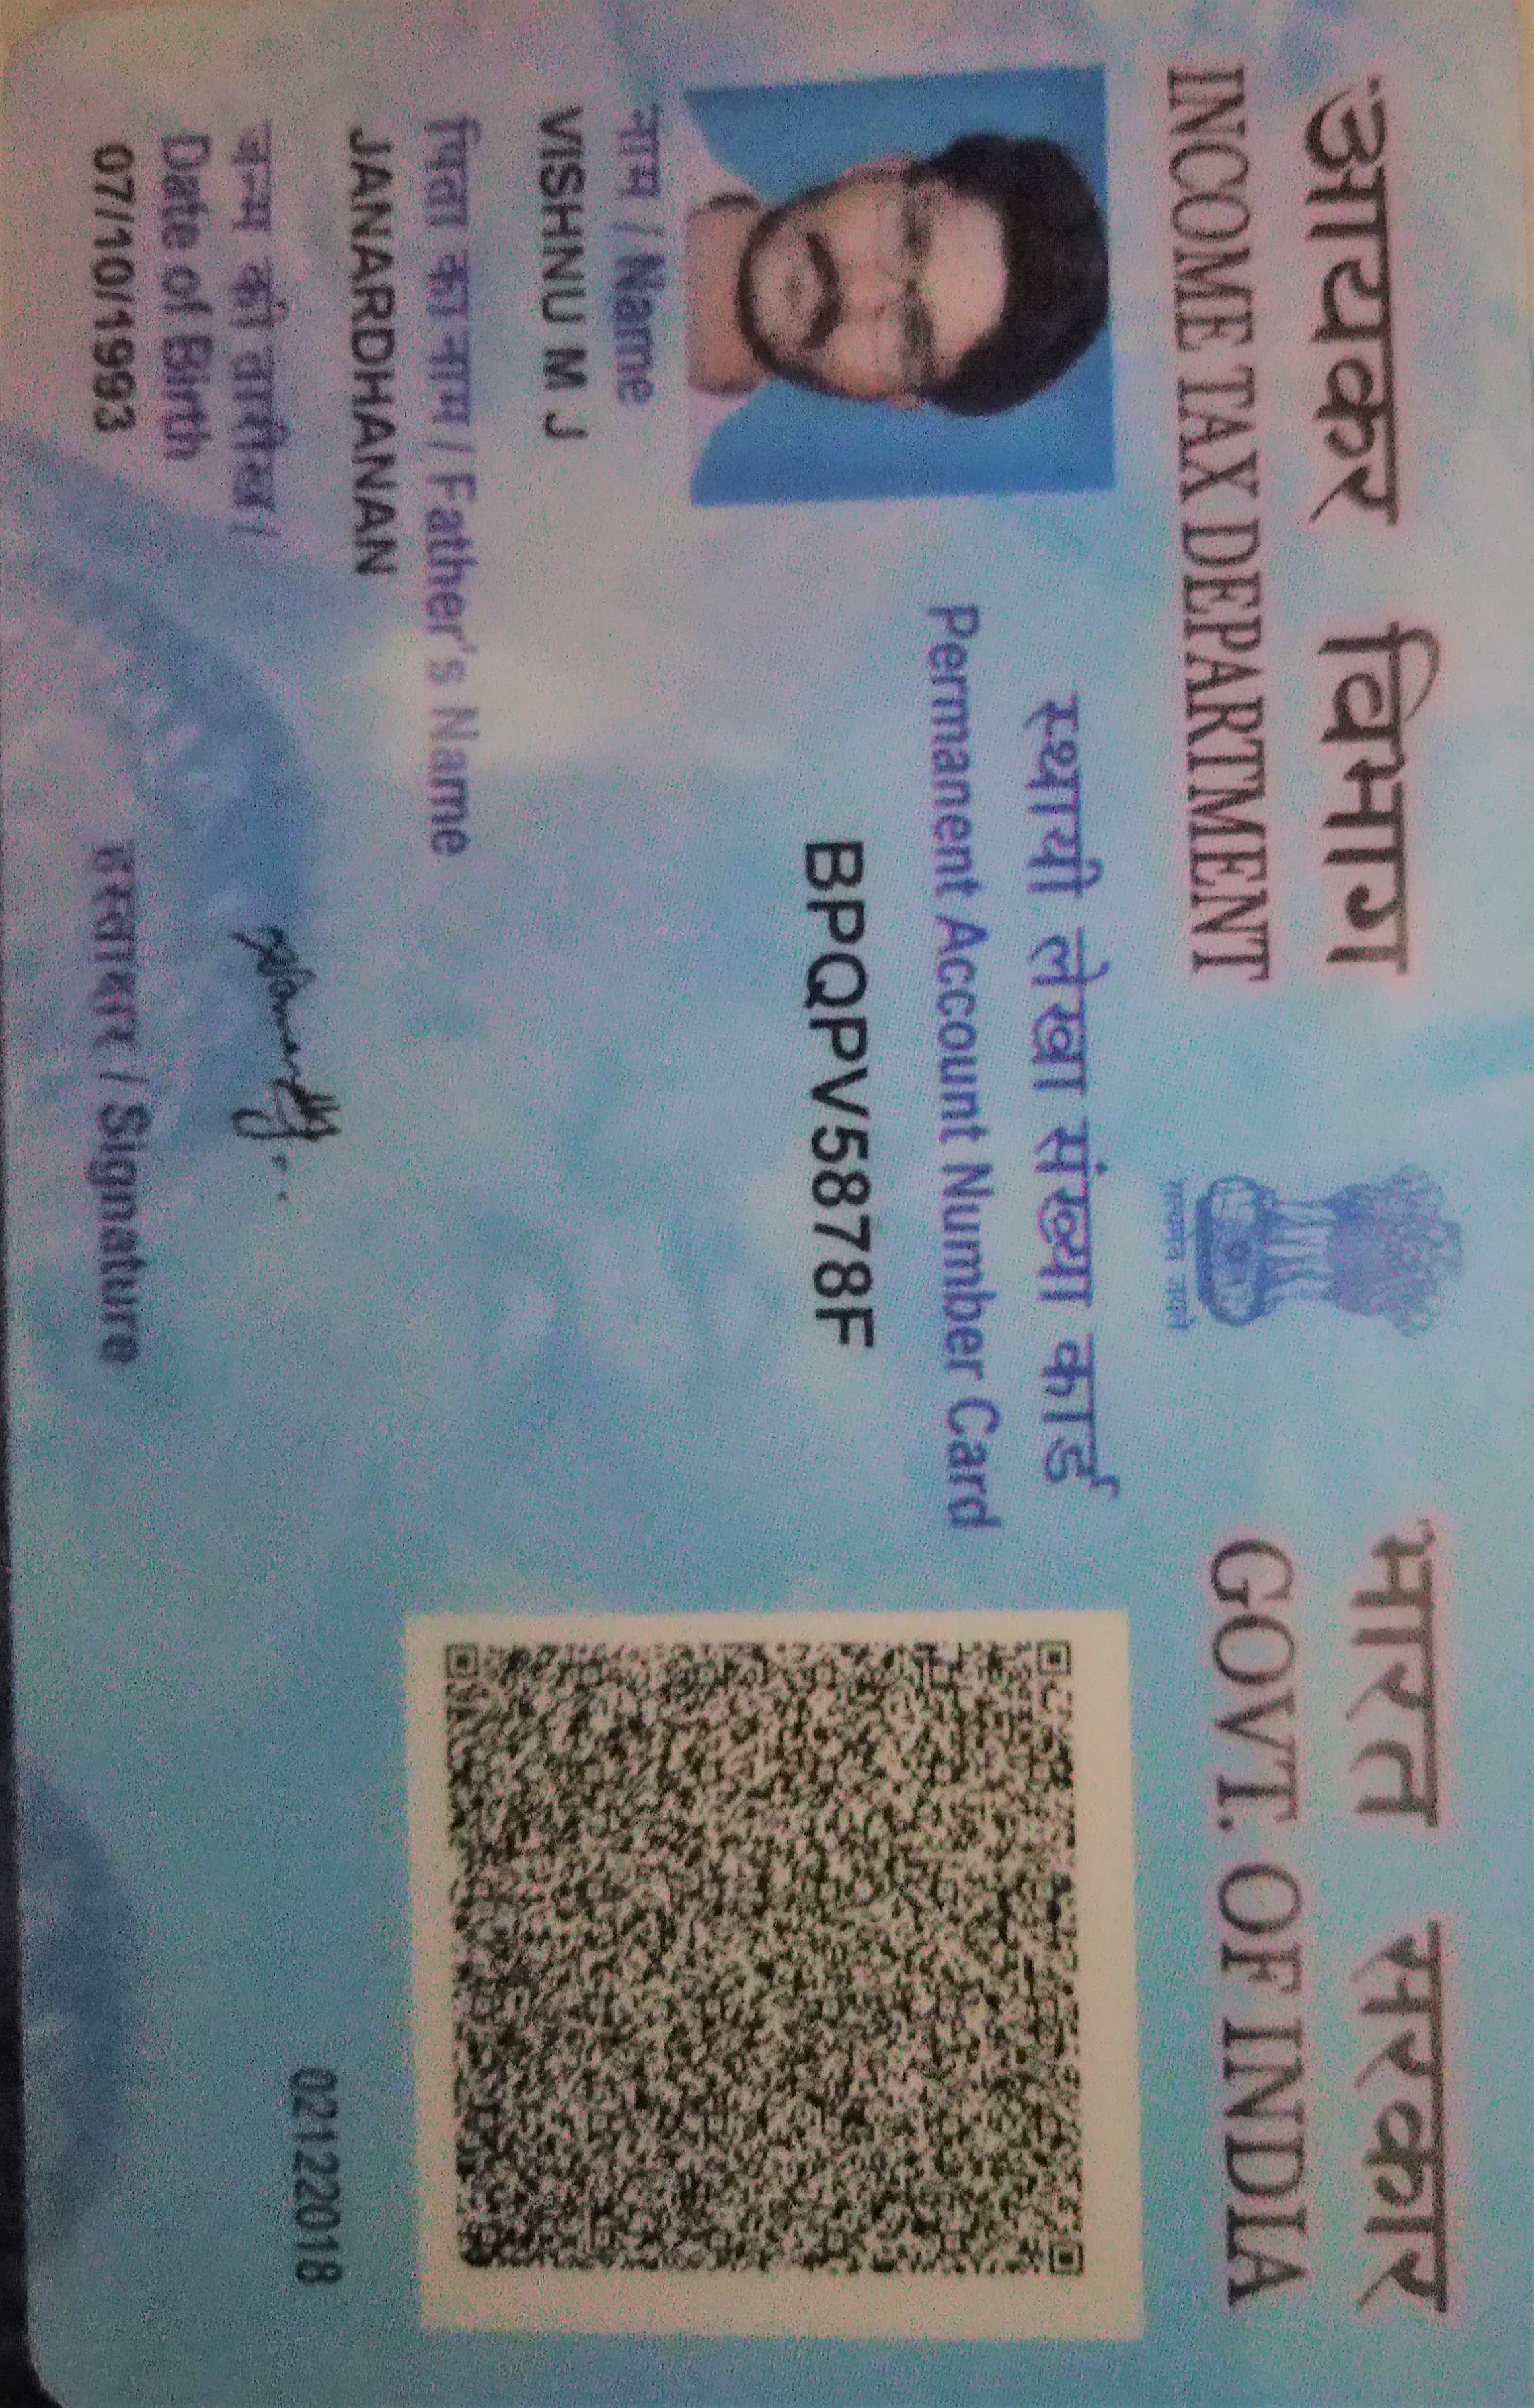 आयकर विभाग
INCOME TAX DEPARTMENT
भारत सरकार
GOVT. OF INDIA
सत्यमेव जयते
स्थायी लेखा संख्या कार्ड
Permanent Account Number Card
BPQPV5878F
नाम / Name
VISHNU M J
पिता का नाम / Father's Name
JANARDHANAN
जन्म की तारीख /
Date of Birth
07/10/1993
हस्ताक्षर / Signature
02122018